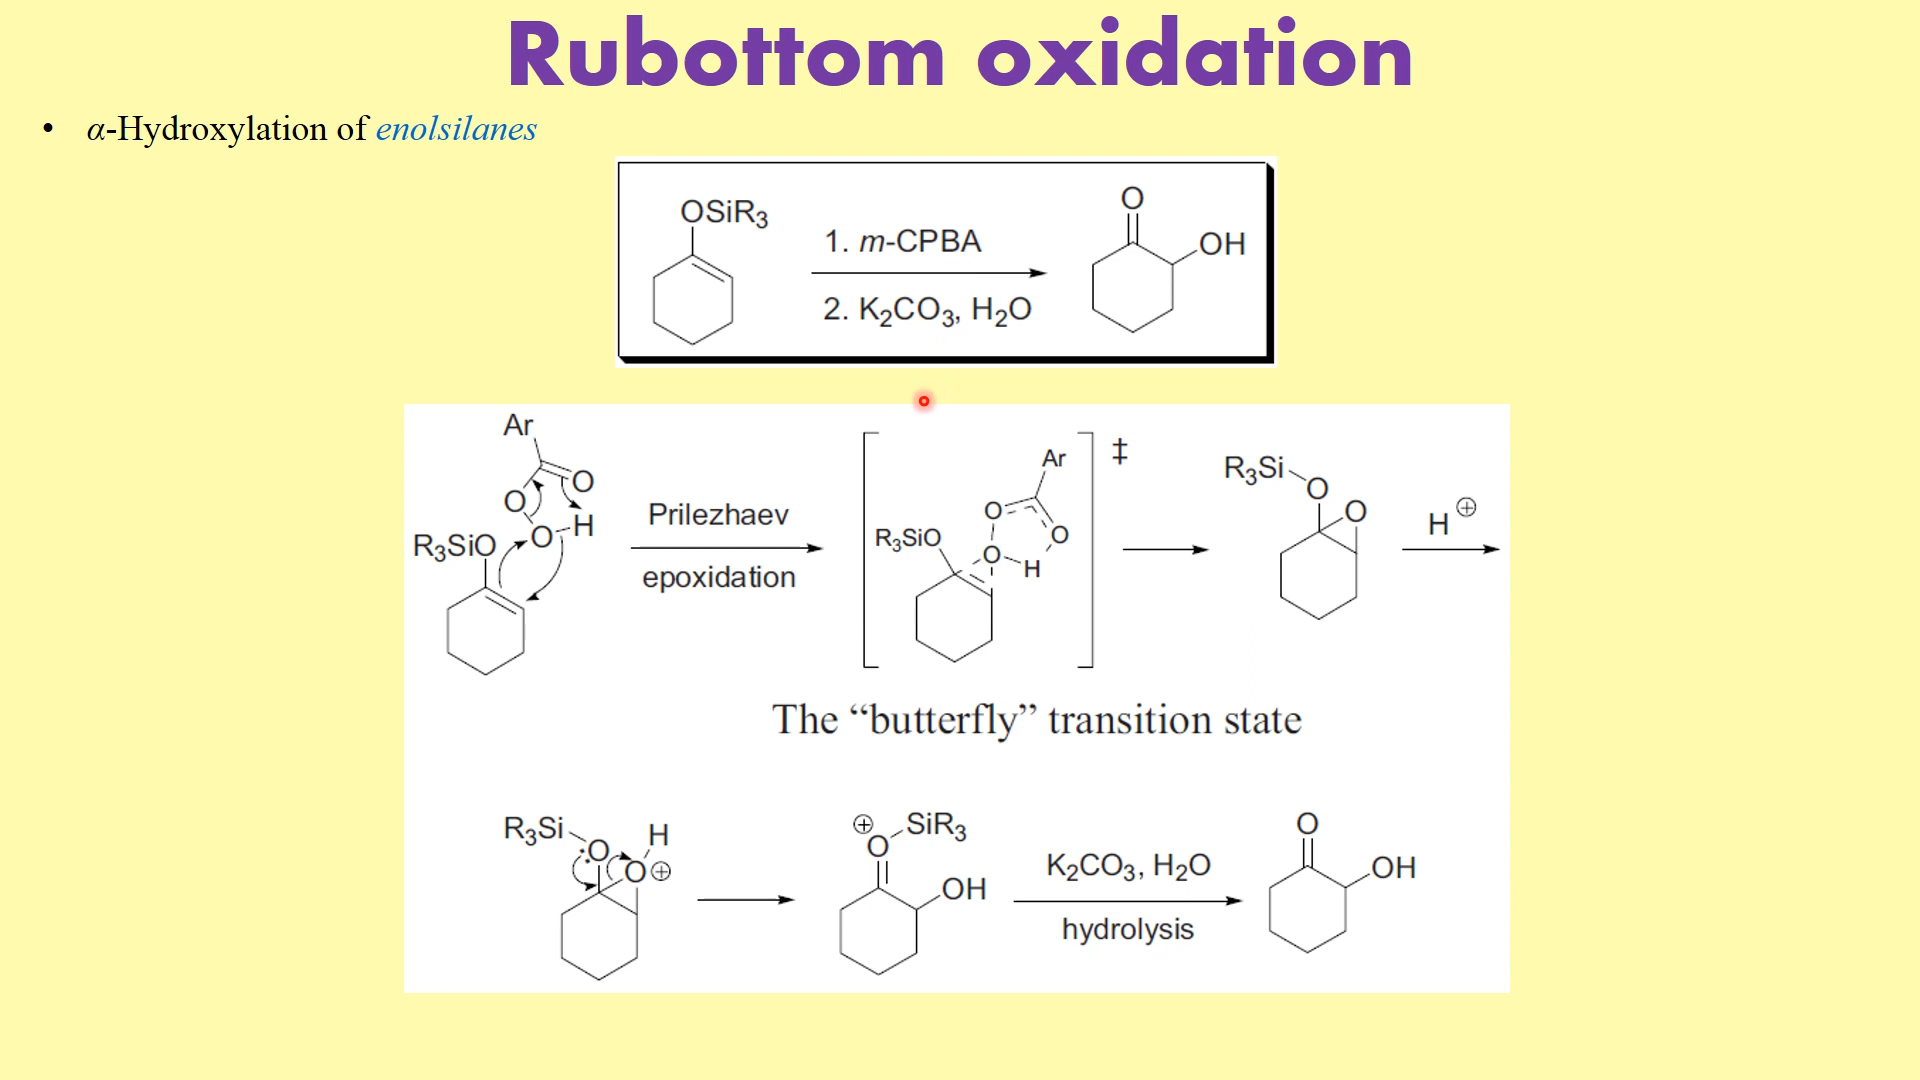 Rubottom oxidation
• α-Hydroxylation of enolsilanes
OSiR₃
1. m-CPBA
2. K₂CO₃, H₂O
O
OH
Ar
O
O
O
H
R₃SiO
Prilezhaev
epoxidation
Ar
O
O
R₃SiO
O
H
‡
R₃Si
O
O
H ⊕
The “butterfly” transition state
R₃Si
:O
H
O⊕
⊕
SiR₃
O
OH
K₂CO₃, H₂O
hydrolysis
O
OH